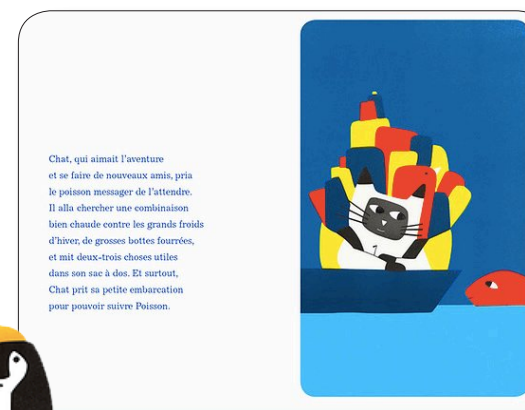 Chat, qui aimait l'aventure
et se faire de nouveaux amis, pria
le poisson messager de l'attendre.
Il alla chercher une combinaison
bien chaude contre les grands froids
d'hiver, de grosses bottes fourrées,
et mit deux-trois choses utiles
dans son sac à dos. Et surtout,
Chat prit sa petite embarcation
pour pouvoir suivre Poisson.